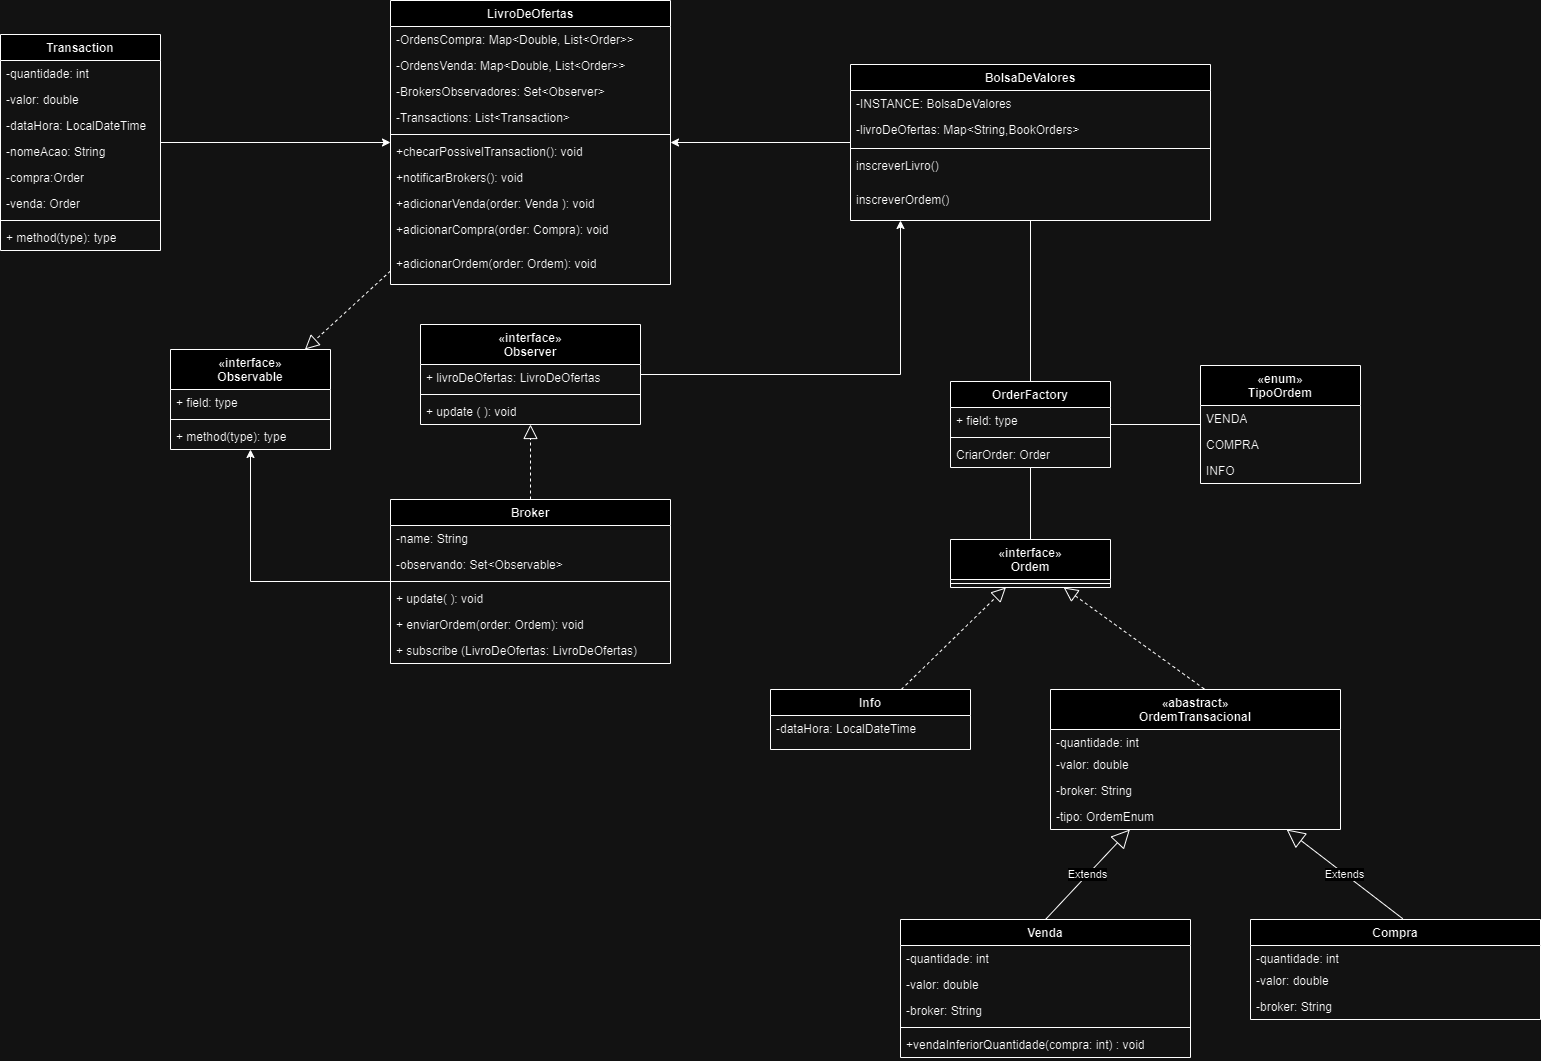 Transaction
-quantidade: int
-valor: double
-dataHora: LocalDateTime
-nomeAcao: String
-compra:Order
-venda: Order
+ method(type): type
LivroDeOfertas
-OrdensCompra: Map<Double, List<Order>>
-OrdensVenda: Map<Double, List<Order>>
-BrokersObservadores: Set<Observer>
-Transactions: List<Transaction>
+checarPossivelTransaction(): void
+notificarBrokers(): void
+adicionarVenda(order: Venda ): void
+adicionarCompra(order: Compra): void
+adicionarOrdem(order: Ordem): void
BolsaDeValores
-INSTANCE: BolsaDeValores
-livroDeOfertas: Map<String,BookOrders>
inscreverLivro()
inscreverOrdem()
«interface»
Observable
+ field: type
+ method(type): type
«interface»
Observer
+ livroDeOfertas: LivroDeOfertas
+ update ( ): void
OrderFactory
+ field: type
CriarOrder: Order
«enum»
TipoOrdem
VENDA
COMPRA
INFO
Broker
-name: String
-observando: Set<Observable>
+ update( ): void
+ enviarOrdem(order: Ordem): void
+ subscribe (LivroDeOfertas: LivroDeOfertas)
«interface»
Ordem
Info
-dataHora: LocalDateTime
«abastract»
OrdemTransacional
-quantidade: int
-valor: double
-broker: String
-tipo: OrdemEnum
Extends
Extends
Venda
-quantidade: int
-valor: double
-broker: String
+vendaInferiorQuantidade(compra: int) : void
Compra
-quantidade: int
-valor: double
-broker: String